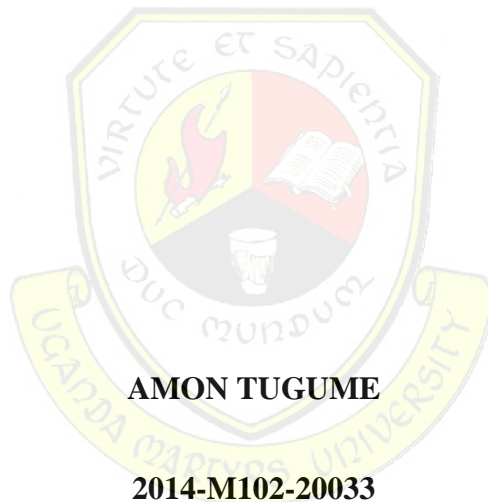 VIRTUTE ET SAPIENTIA
DUC MUNDUM
AMON TUGUME
UGANDA MARTYRS UNIVERSITY
2014-M102-20033